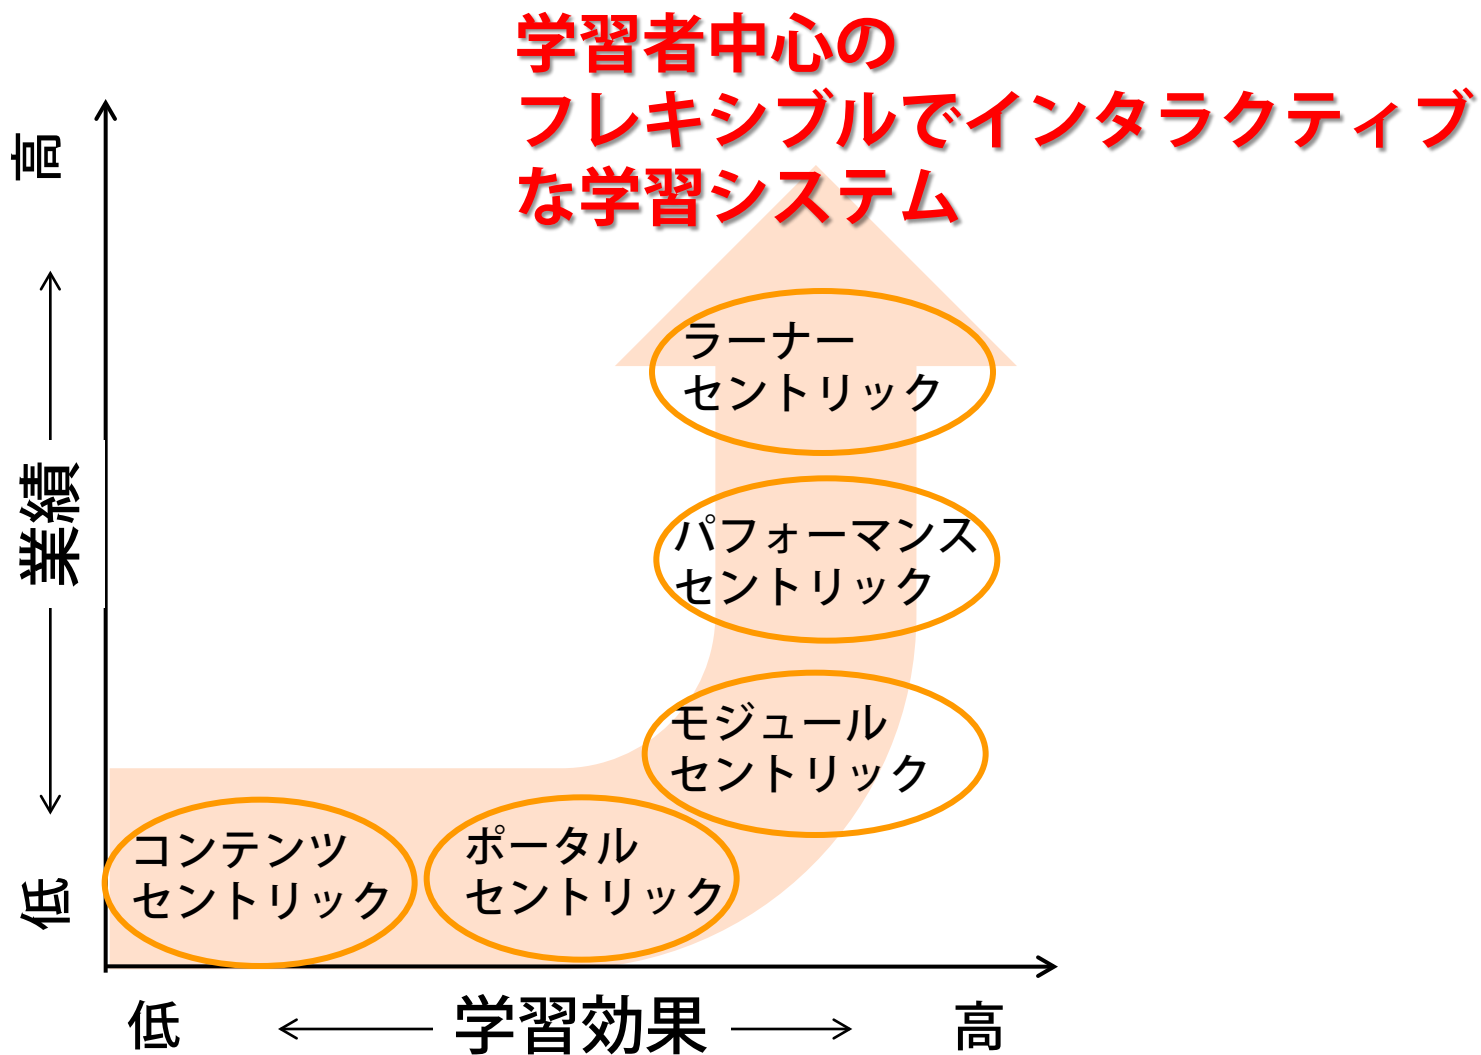 学習者中心の
フレキシブルでインタラクティブ
な学習システム
高
業績
低
ラーナー
セントリック
パフォーマンス
セントリック
モジュール
セントリック
コンテンツ
セントリック
ポータル
セントリック
低
学習効果
高